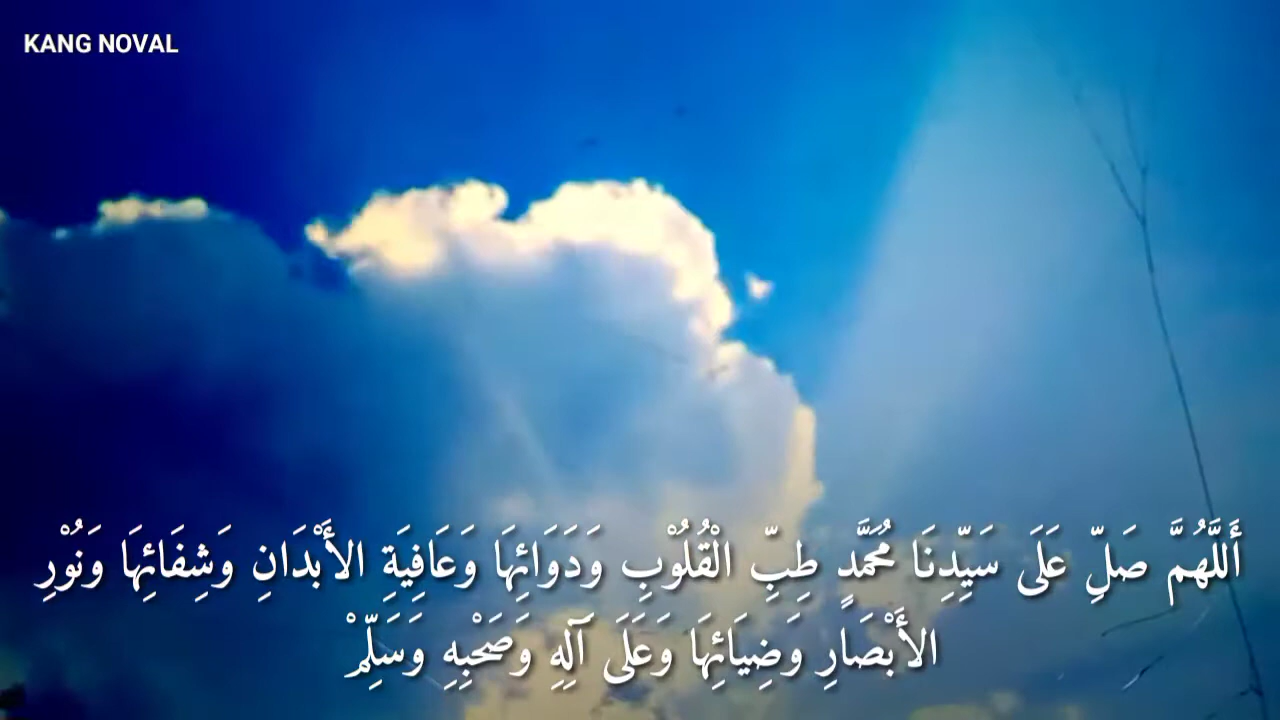 KANG NOVAL
أَللَّهُمَّ صَلِّ عَلَى سَيِّدِنَا مُحَمَّدٍ طِبِّ الْقُلُوْبِ وَدَوَائِهَا وَعَافِيَةِ الأَبْدَانِ وَشِفَائِهَا وَنُوْرِ
الأَبْصَارِ وَضِيَائِهَا وَعَلَى آلِهِ وَصَحْبِهِ وَسَلِّمْ